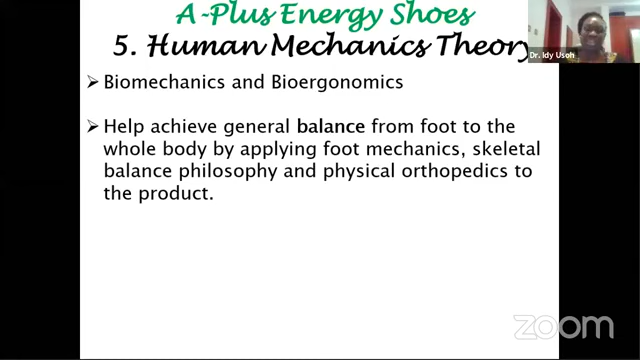 A-Plus Energy Shoes
5. Human Mechanics Theory
Dr. Idy Usoh
➢ Biomechanics and Bioergonomics
➢ Help achieve general balance from foot to the
whole body by applying foot mechanics, skeletal
balance philosophy and physical orthopedics to
the product.
zoom